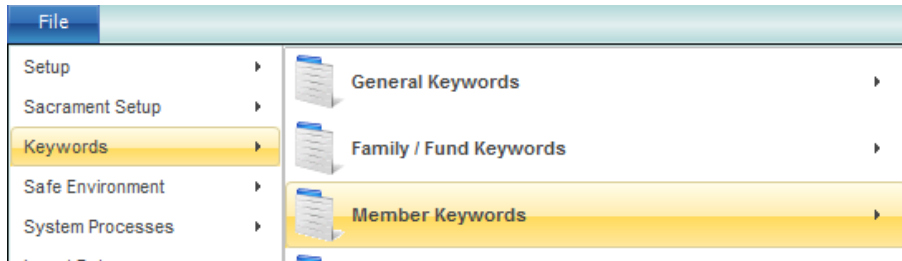 File
Setup
Sacrament Setup
Keywords
Safe Environment
System Processes
General Keywords
Family / Fund Keywords
Member Keywords